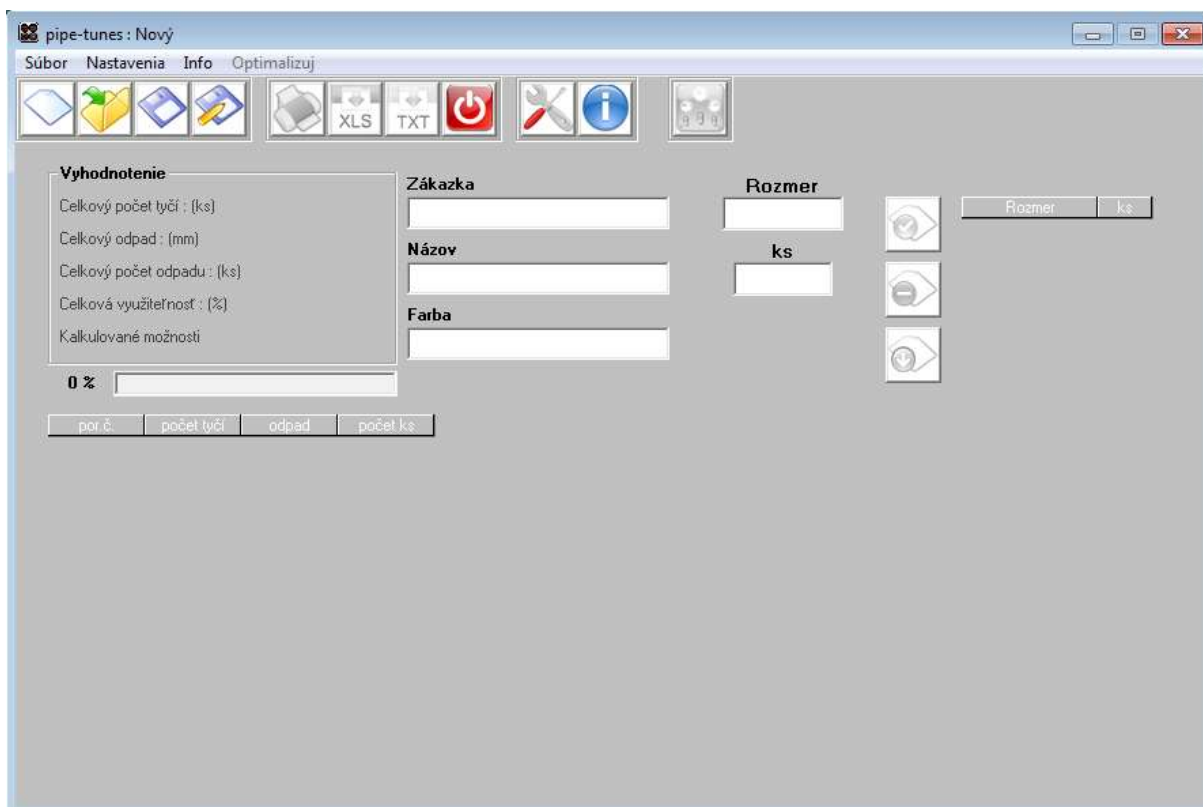 pipe-tunes : Nový
Súbor Nastavenia Info Optimalizuj
XLS TXT
Vyhodnotenie
Celkový počet tyčí : (ks)
Celkový odpad : (mm)
Celkový počet odpadu : (ks)
Celková využiteľnosť : (%)
Kalkulované možnosti
0 %
Zákazka
Názov
Farba
Rozmer
ks
Rozmer ks
por.č. počet tyčí odpad počet ks